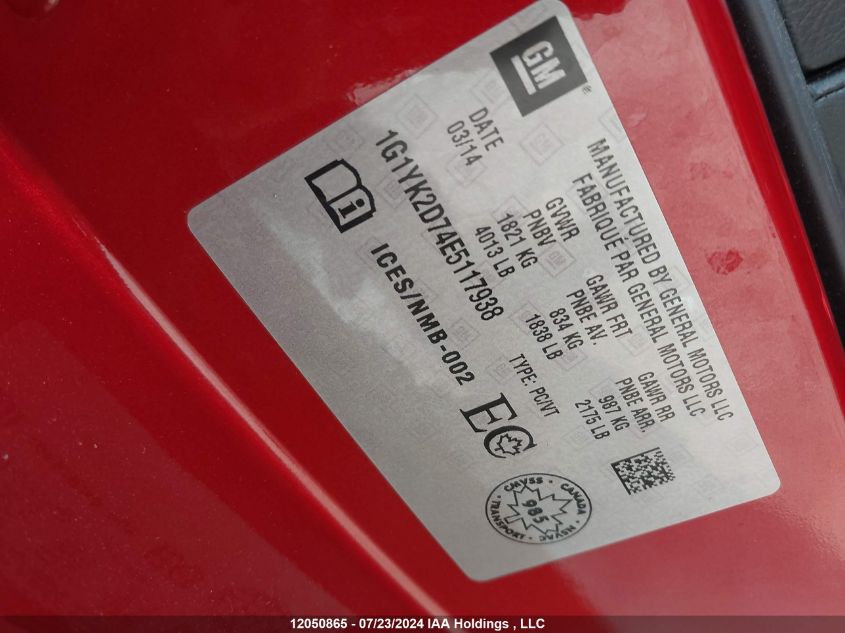 GM
®
MANUFACTURED BY GENERAL MOTORS LLC
FABRIQUÉ PAR GENERAL MOTORS LLC
DATE
03/14
GVWR
PNBV
1821 KG
4013 LB
GAWR FRT
PNBE AV.
834 KG
1838 LB
GAWR RR
PNBE ARR.
987 KG
2175 LB
1G1YK2D74E5117938
TYPE: PC/VT
ICES/NMB-002
EC
CANADA
CMVSS
NSVAC
TRANSPORT
985
12050865 - 07/23/2024 IAA Holdings , LLC